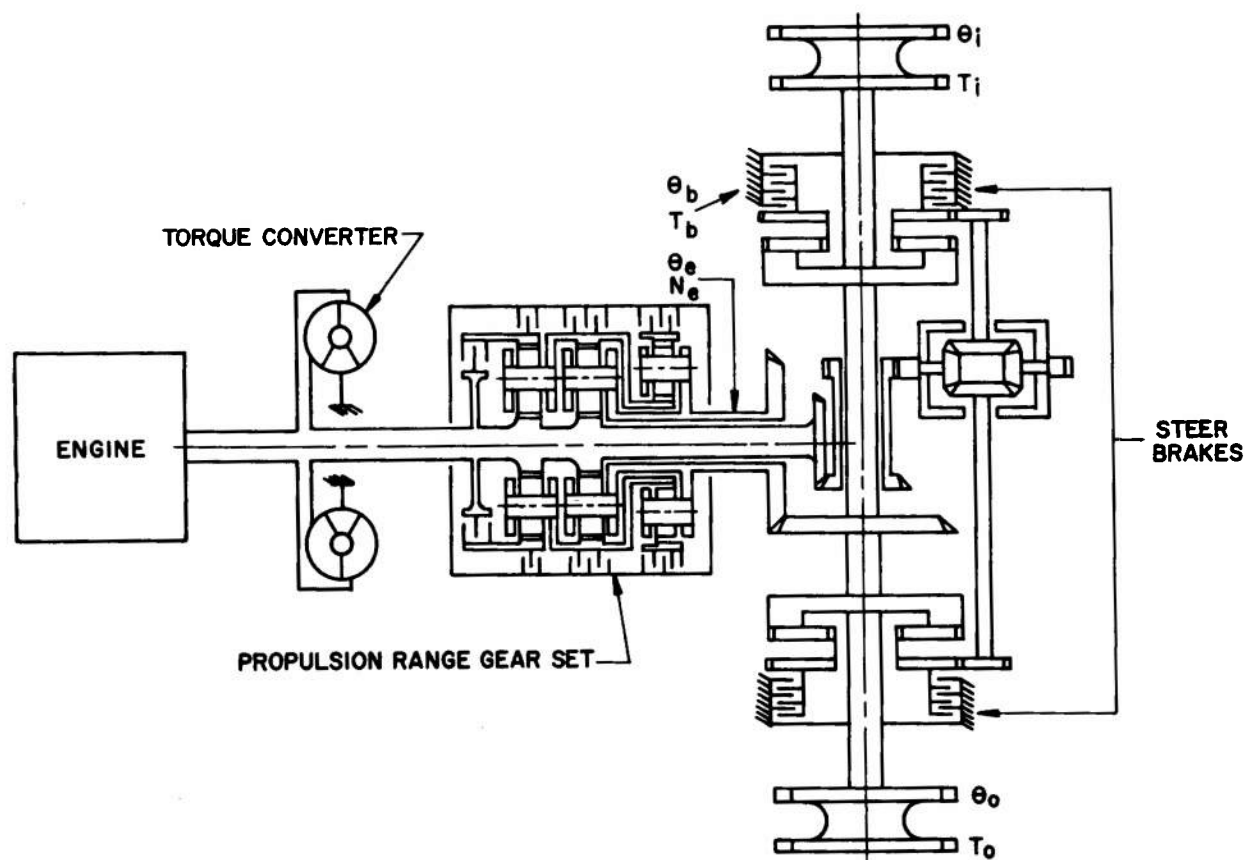 θi
Ti
θb
Tb
TORQUE CONVERTER
θe
Ne
ENGINE
STEER
BRAKES
PROPULSION RANGE GEAR SET
θo
To